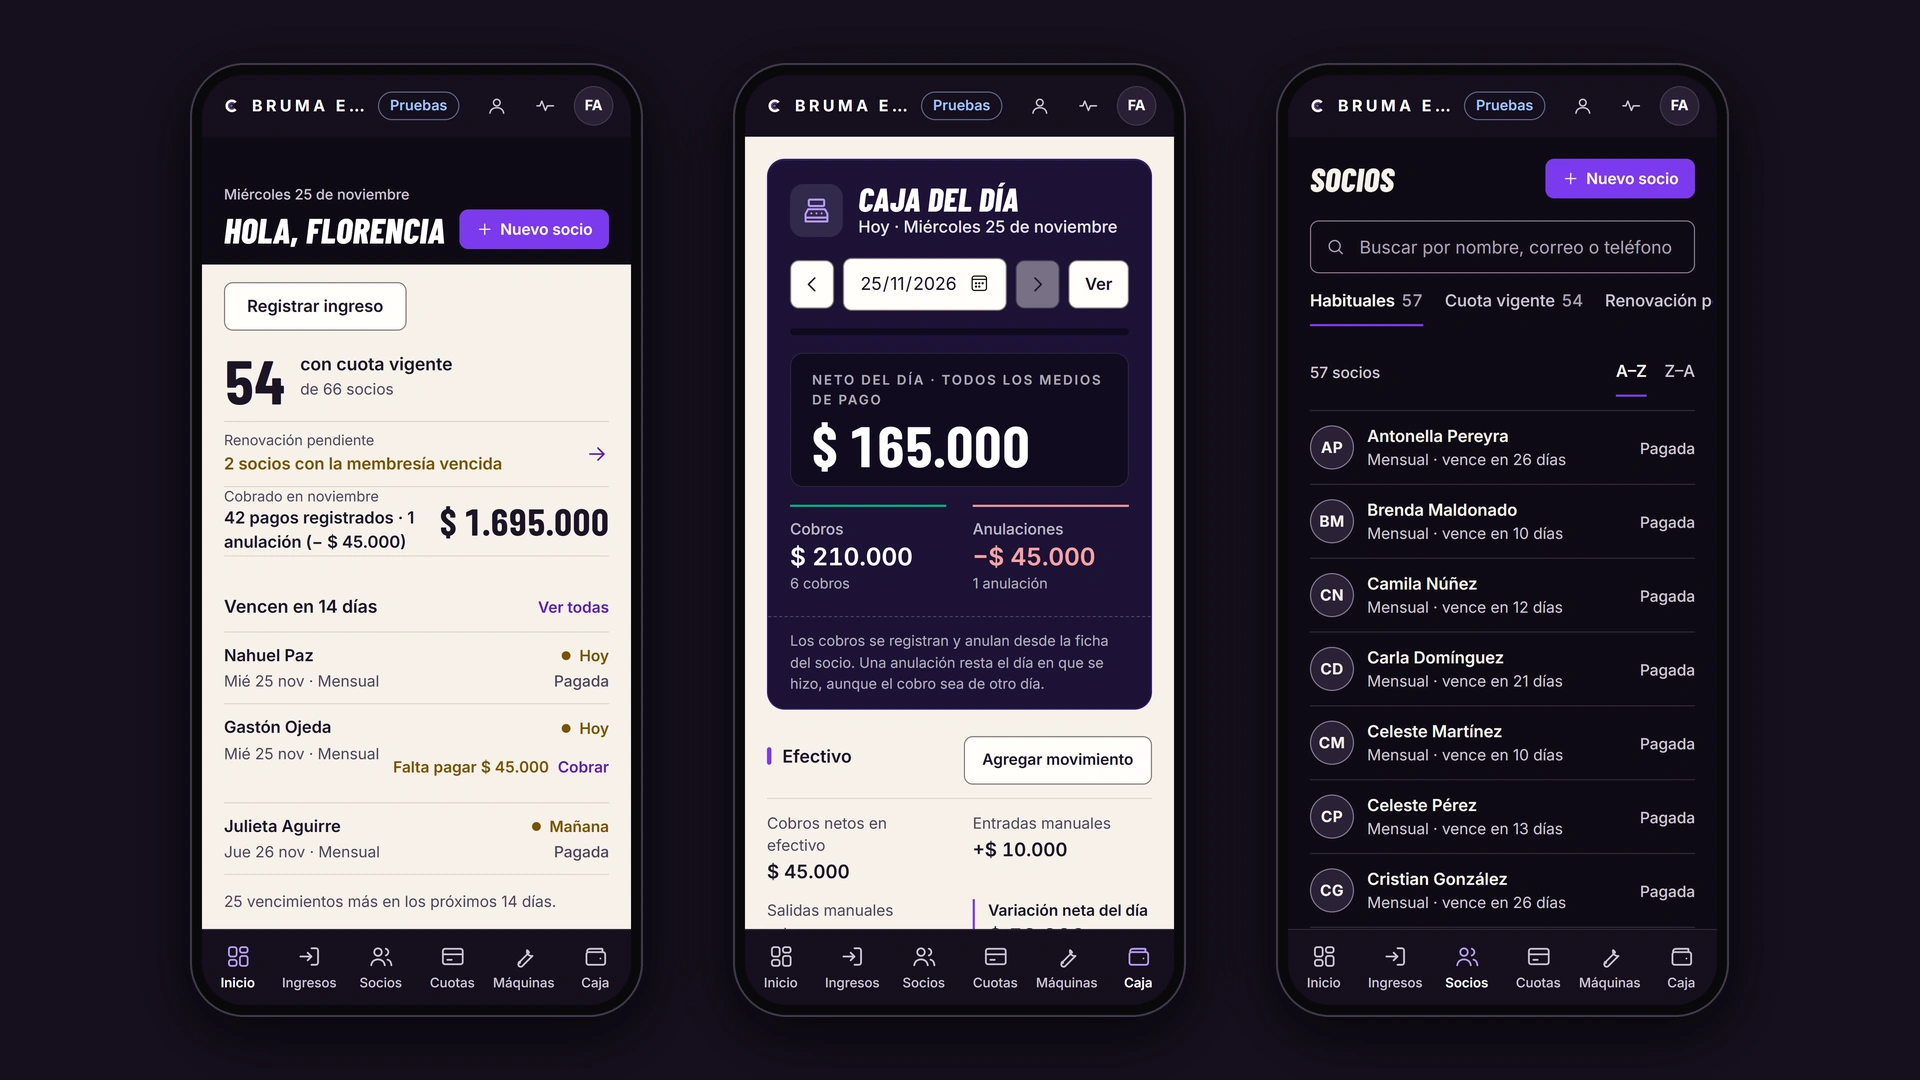 BRUMA E...
Pruebas
FA
Miércoles 25 de noviembre
HOLA, FLORENCIA
+ Nuevo socio
Registrar ingreso
54
con cuota vigente
de 66 socios
Renovación pendiente
2 socios con la membresía vencida
Cobrado en noviembre
42 pagos registrados · 1
anulación (− $ 45.000)
$ 1.695.000
Vencen en 14 días
Ver todas
Nahuel Paz
Hoy
Mié 25 nov · Mensual
Pagada
Gastón Ojeda
Hoy
Mié 25 nov · Mensual
Falta pagar $ 45.000 Cobrar
Julieta Aguirre
Mañana
Jue 26 nov · Mensual
Pagada
25 vencimientos más en los próximos 14 días.
Inicio
Ingresos
Socios
Cuotas
Máquinas
Caja
BRUMA E...
Pruebas
FA
CAJA DEL DÍA
Hoy · Miércoles 25 de noviembre
25/11/2026
Ver
NETO DEL DÍA · TODOS LOS MEDIOS
DE PAGO
$ 165.000
Cobros
$ 210.000
6 cobros
Anulaciones
−$ 45.000
1 anulación
Los cobros se registran y anulan desde la ficha
del socio. Una anulación resta el día en que se
hizo, aunque el cobro sea de otro día.
Efectivo
Agregar movimiento
Cobros netos en
efectivo
$ 45.000
Entradas manuales
+$ 10.000
Salidas manuales
Variación neta del día
Inicio
Ingresos
Socios
Cuotas
Máquinas
Caja
BRUMA E...
Pruebas
FA
SOCIOS
+ Nuevo socio
Buscar por nombre, correo o teléfono
Habituales 57
Cuota vigente 54
Renovación p
57 socios
A–Z
Z–A
AP
Antonella Pereyra
Mensual · vence en 26 días
Pagada
BM
Brenda Maldonado
Mensual · vence en 10 días
Pagada
CN
Camila Núñez
Mensual · vence en 12 días
Pagada
CD
Carla Domínguez
Mensual · vence en 21 días
Pagada
CM
Celeste Martínez
Mensual · vence en 10 días
Pagada
CP
Celeste Pérez
Mensual · vence en 13 días
Pagada
CG
Cristian González
Mensual · vence en 26 días
Pagada
Inicio
Ingresos
Socios
Cuotas
Máquinas
Caja